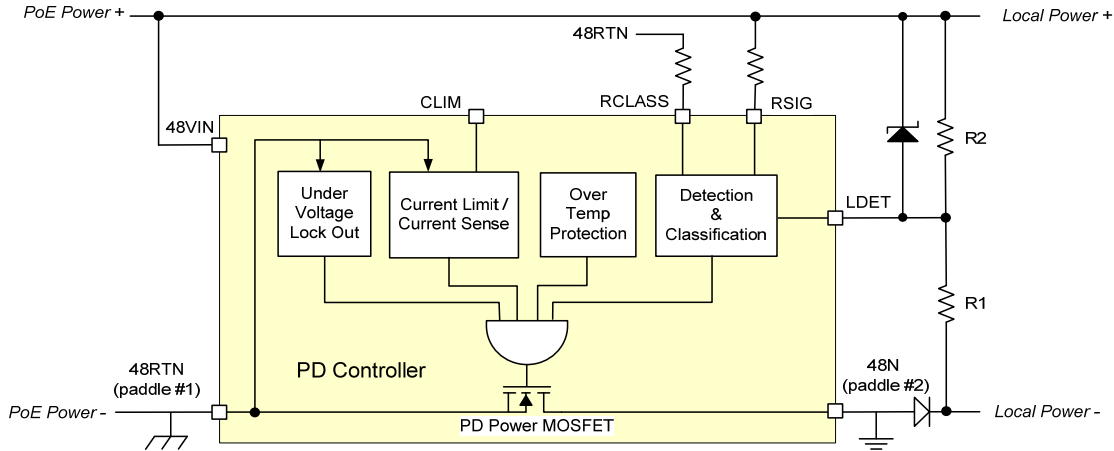 PoE Power +
Local Power +
48RTN
CLIM
RCLASS
RSIG
48VIN
R2
Under
Voltage
Lock Out
Current Limit /
Current Sense
Over
Temp
Protection
Detection
&
Classification
LDET
R1
PD Controller
48RTN
(paddle #1)
48N
(paddle #2)
PoE Power -
PD Power MOSFET
Local Power -